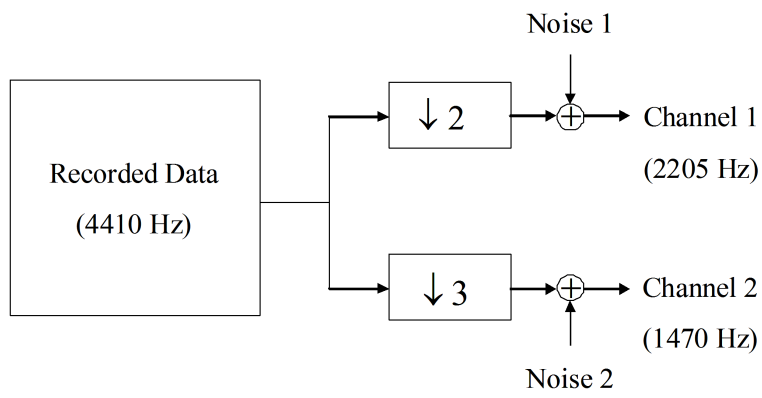 Noise 1
Recorded Data
(4410 Hz)
↓ 2
Channel 1
(2205 Hz)
↓ 3
Channel 2
(1470 Hz)
Noise 2